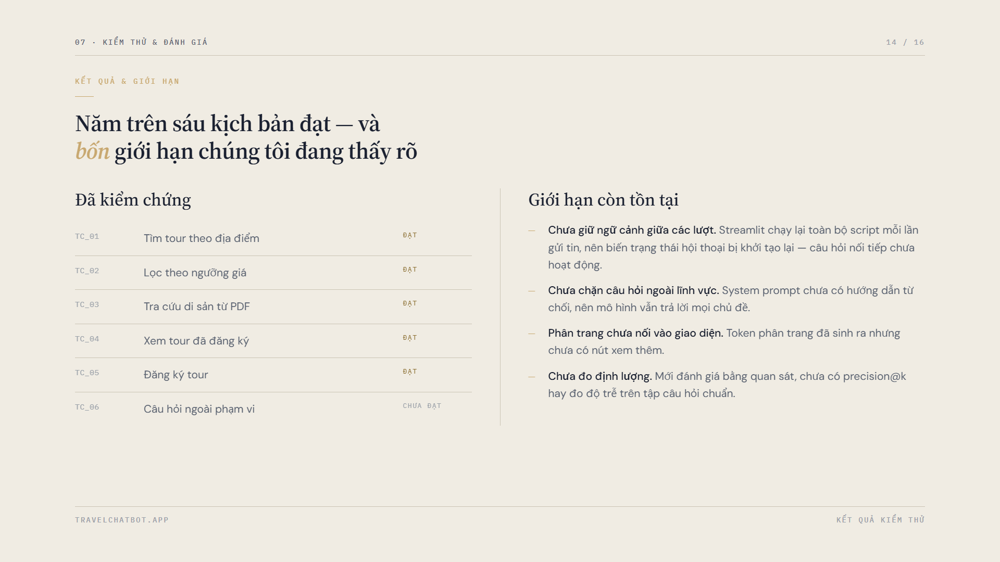 07 · KIỂM THỬ & ĐÁNH GIÁ
14 / 16
KẾT QUẢ & GIỚI HẠN
Năm trên sáu kịch bản đạt — và
bốn giới hạn chúng tôi đang thấy rõ
Đã kiểm chứng
TC_01 Tìm tour theo địa điểm ĐẠT
TC_02 Lọc theo ngưỡng giá ĐẠT
TC_03 Tra cứu di sản từ PDF ĐẠT
TC_04 Xem tour đã đăng ký ĐẠT
TC_05 Đăng ký tour ĐẠT
TC_06 Câu hỏi ngoài phạm vi CHƯA ĐẠT
Giới hạn còn tồn tại
— Chưa giữ ngữ cảnh giữa các lượt. Streamlit chạy lại toàn bộ script mỗi lần
gửi tin, nên biến trạng thái hội thoại bị khởi tạo lại — câu hỏi nối tiếp chưa
hoạt động.
— Chưa chặn câu hỏi ngoài lĩnh vực. System prompt chưa có hướng dẫn từ
chối, nên mô hình vẫn trả lời mọi chủ đề.
— Phân trang chưa nối vào giao diện. Token phân trang đã sinh ra nhưng
chưa có nút xem thêm.
— Chưa đo định lượng. Mới đánh giá bằng quan sát, chưa có precision@k
hay đo độ trễ trên tập câu hỏi chuẩn.
TRAVELCHATBOT.APP
KẾT QUẢ KIỂM THỬ